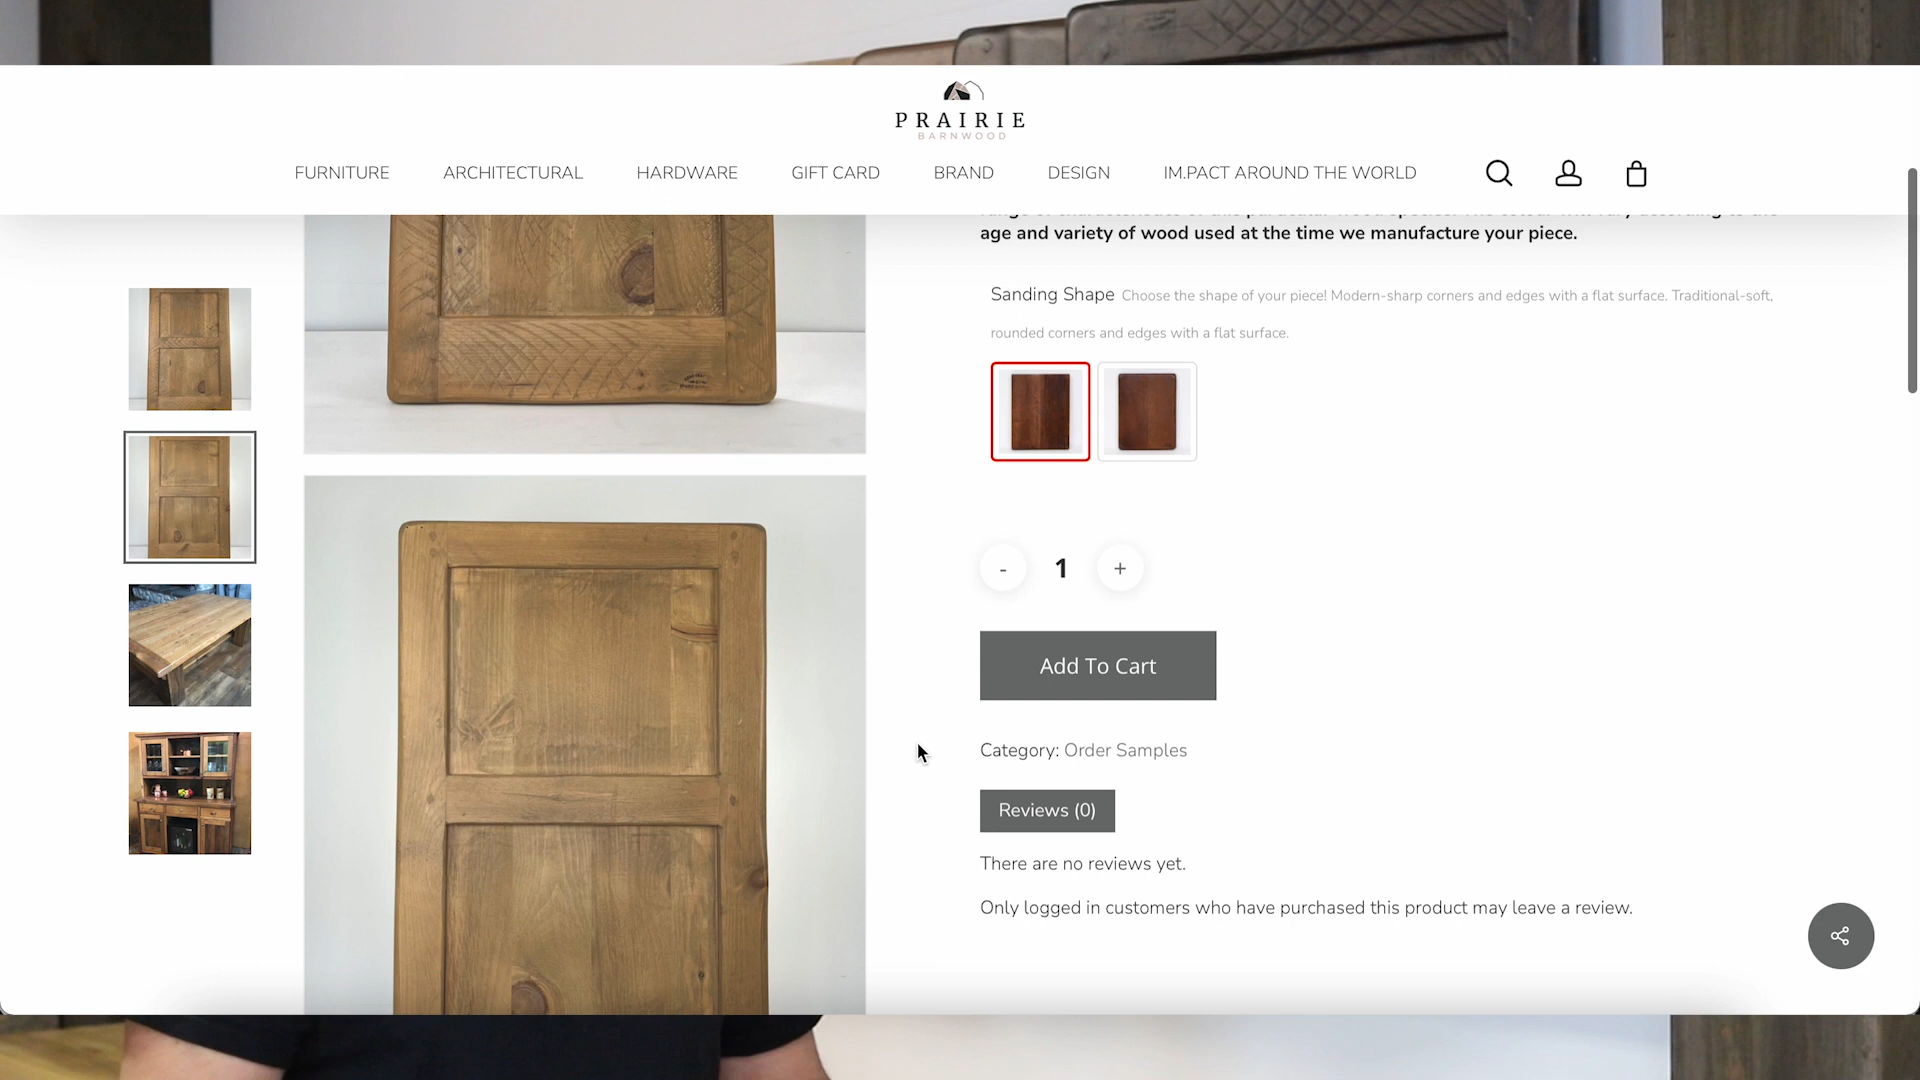 PRAIRIE
BARNWOOD
FURNITURE ARCHITECTURAL HARDWARE GIFT CARD BRAND DESIGN IM.PACT AROUND THE WORLD
age and variety of wood used at the time we manufacture your piece.
Sanding Shape Choose the shape of your piece! Modern-sharp corners and edges with a flat surface. Traditional-soft,
rounded corners and edges with a flat surface.
- 1 +
Add To Cart
Category: Order Samples
Reviews (0)
There are no reviews yet.
Only logged in customers who have purchased this product may leave a review.